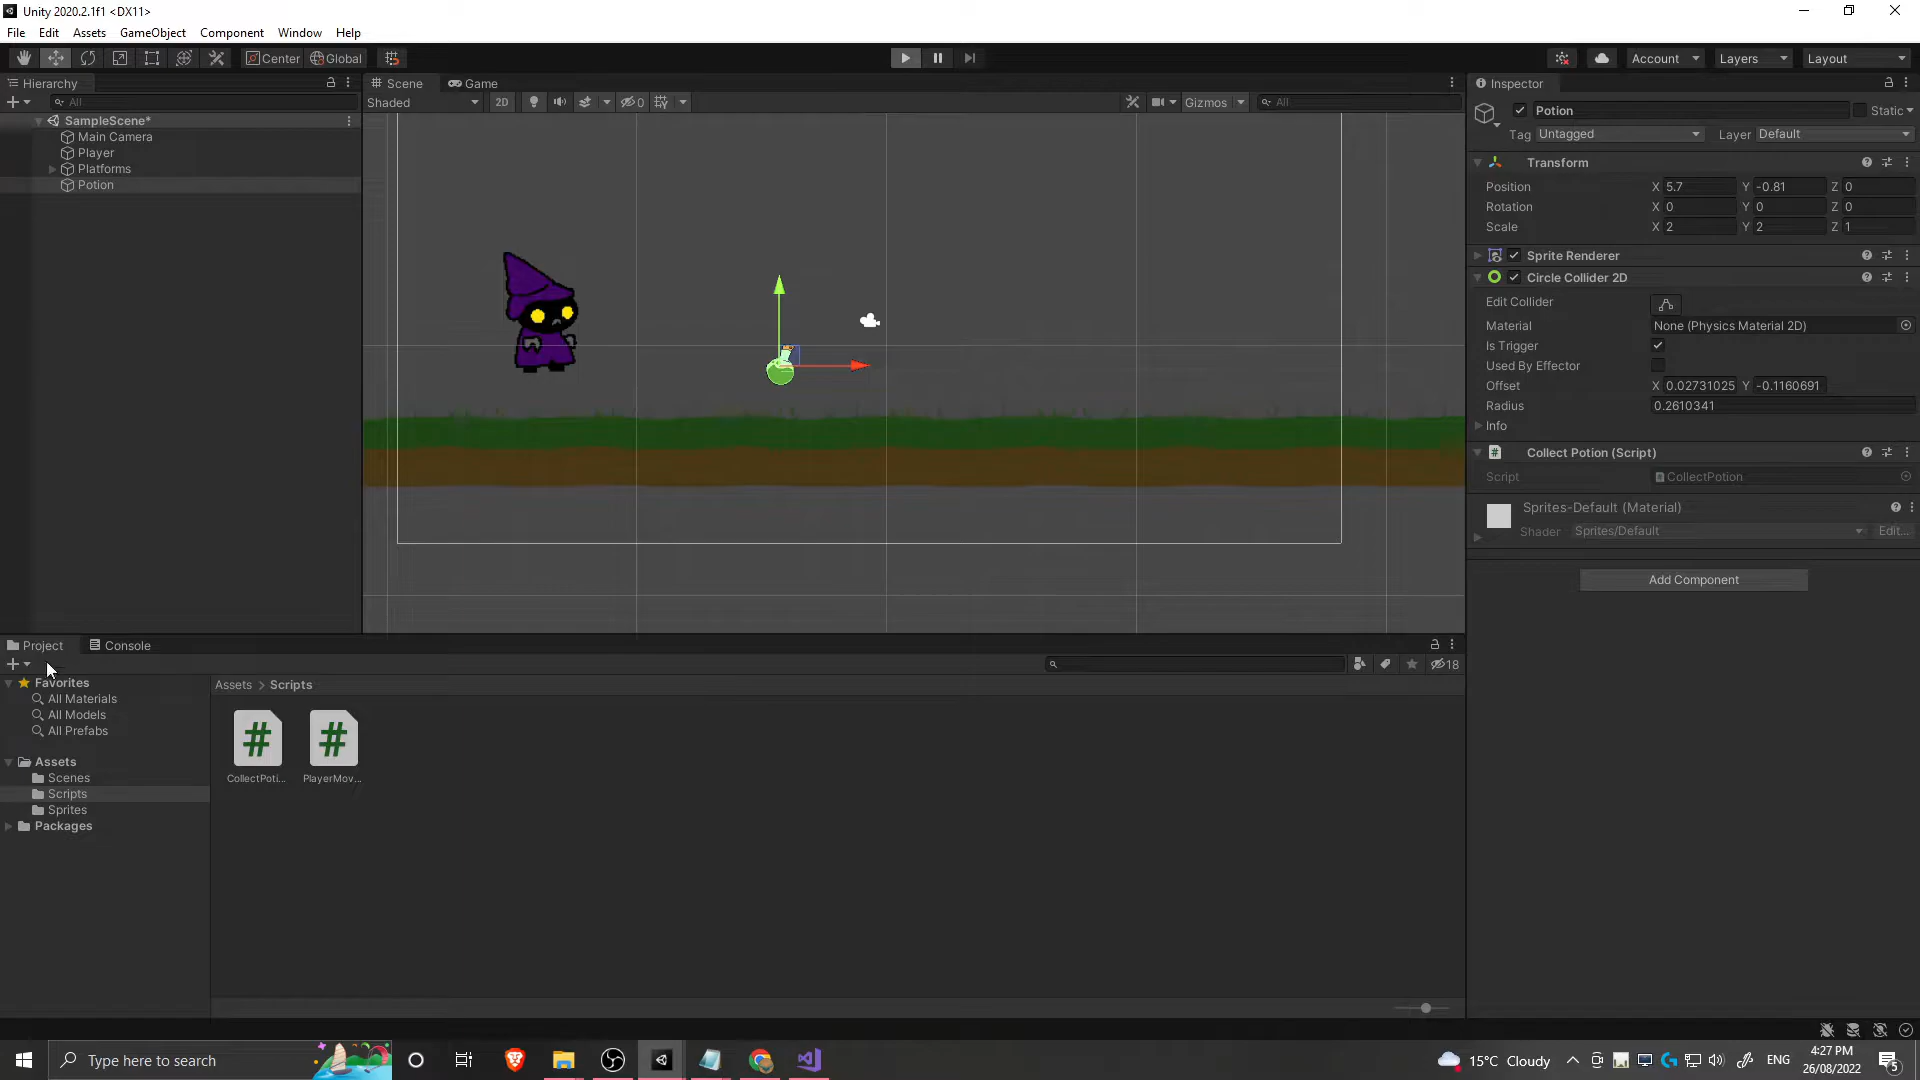 Unity 2020.2.1f1 <DX11>
File Edit Assets GameObject Component Window Help
Center Global Account Layers Layout
Hierarchy
All
SampleScene*
Main Camera
Player
Platforms
Potion
Scene Game
Shaded 2D 0 Gizmos All
Inspector
Potion Static
Tag Untagged Layer Default
Transform
Position X 5.7 Y -0.81 Z 0
Rotation X 0 Y 0 Z 0
Scale X 2 Y 2 Z 1
Sprite Renderer
Circle Collider 2D
Edit Collider
Material None (Physics Material 2D)
Is Trigger
Used By Effector
Offset X 0.02731025 Y -0.1160691
Radius 0.2610341
Info
Collect Potion (Script)
Script CollectPotion
Sprites-Default (Material)
Shader Sprites/Default Edit...
Add Component
Project Console
18
Favorites
All Materials
All Models
All Prefabs
Assets
Scenes
Scripts
Sprites
Packages
Assets > Scripts
CollectPoti... PlayerMov...
Type here to search
15°C Cloudy ENG
4:27 PM
26/08/2022
5